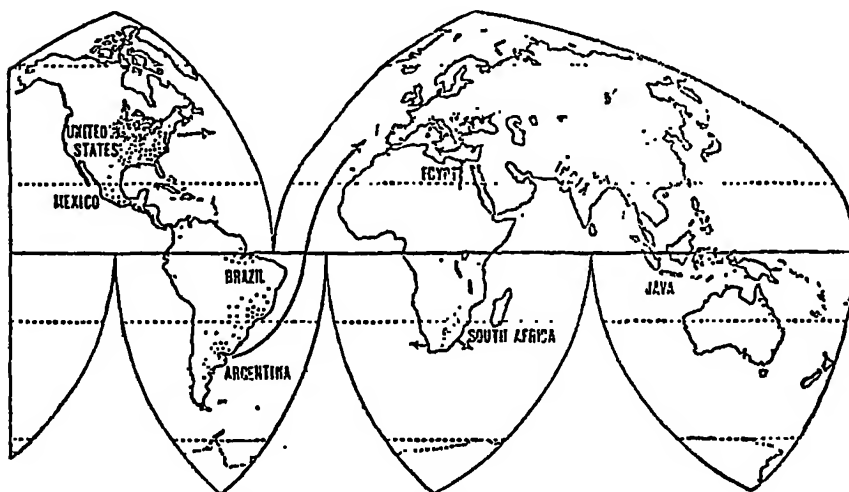 UNITED
STATES
MEXICO
EGYPT
INDIA
BRAZIL
JAVA
SOUTH AFRICA
ARGENTINA